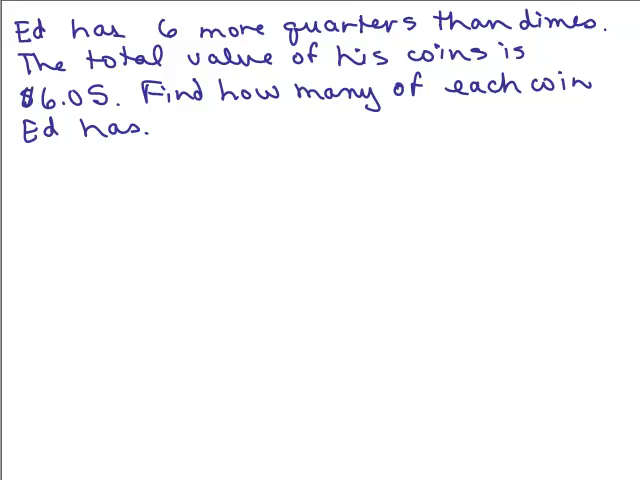 Ed has 6 more quarters than dimes.
The total value of his coins is
$6.05. Find how many of each coin
Ed has.